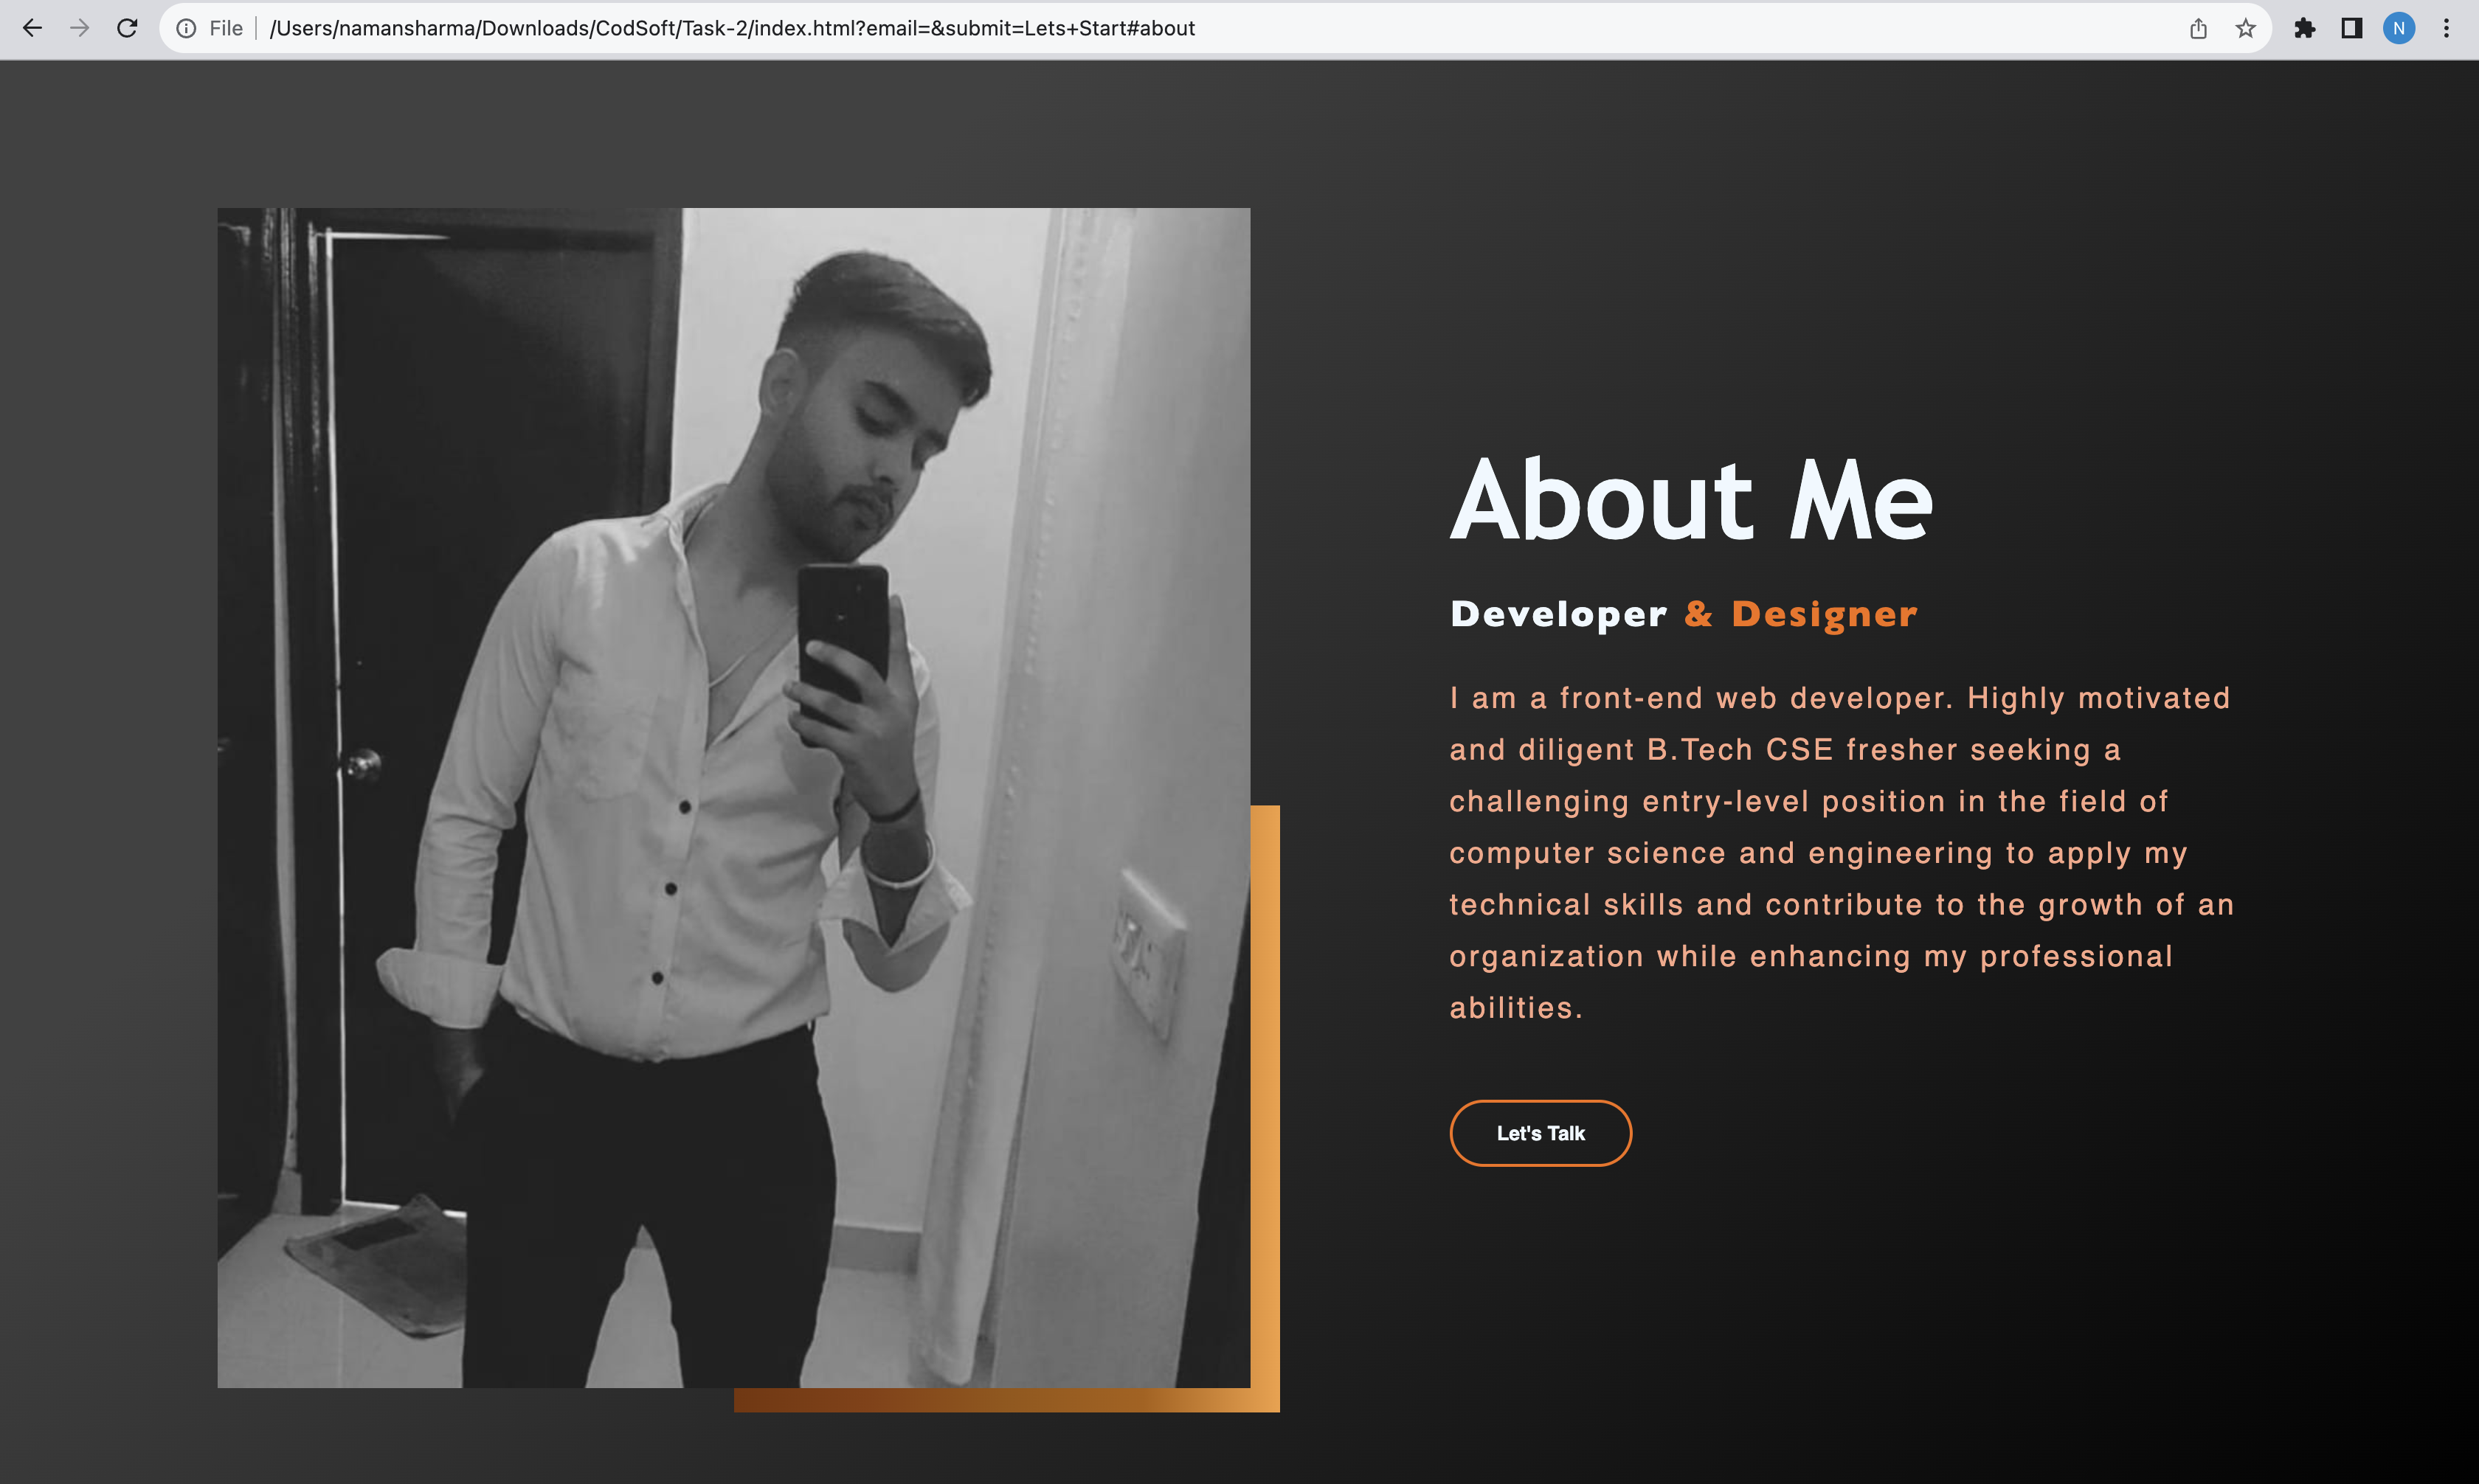 File
/Users/namansharma/Downloads/CodSoft/Task-2/index.html?email=&submit=Lets+Start#about
N
About Me
Developer & Designer
I am a front-end web developer. Highly motivated
and diligent B.Tech CSE fresher seeking a
challenging entry-level position in the field of
computer science and engineering to apply my
technical skills and contribute to the growth of an
organization while enhancing my professional
abilities.
Let's Talk